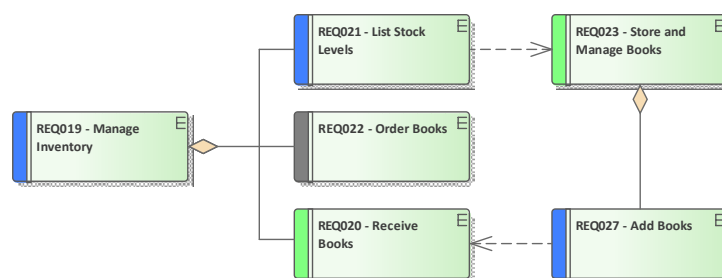 REQ021 - List Stock
Levels
E
REQ023 - Store and
Manage Books
E
REQ019 - Manage
Inventory
E
REQ022 - Order Books
E
REQ020 - Receive
Books
E
REQ027 - Add Books
E